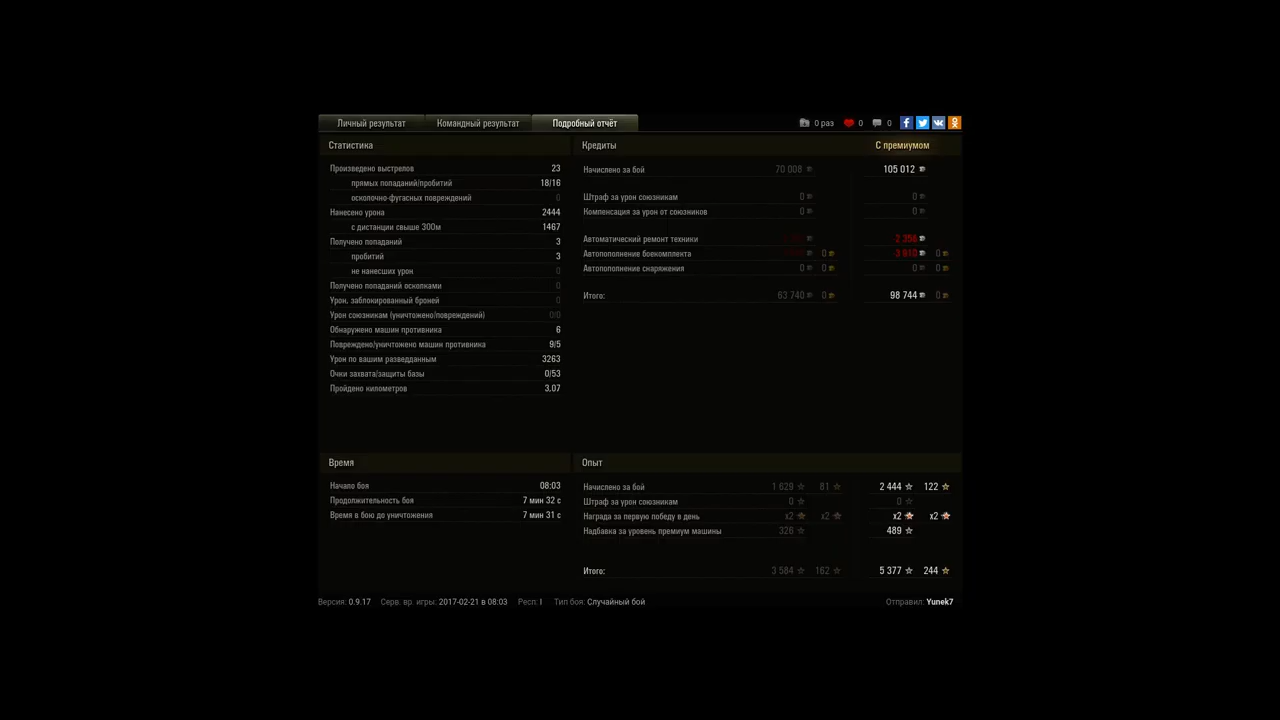 Личный результат Командный результат Подробный отчёт 0 раз 0 0
Статистика
Произведено выстрелов 23
прямых попаданий/пробитий 18/16
осколочно-фугасных повреждений 0
Нанесено урона 2444
с дистанции свыше 300м 1467
Получено попаданий 3
пробитий 3
не нанесших урон 0
Получено попаданий осколками 0
Урон, заблокированный броней 0
Урон союзникам (уничтожено/повреждений) 0/0
Обнаружено машин противника 6
Повреждено/уничтожено машин противника 9/5
Урон по вашим разведданным 3263
Очки захвата/защиты базы 0/53
Пройдено километров 3,07
Кредиты С премиумом
Начислено за бой 70 008 105 012
Штраф за урон союзникам 0 0
Компенсация за урон от союзников 0 0
Автоматический ремонт техники -2 356
Автопополнение боекомплекта 0 -3 910 0
Автопополнение снаряжения 0 0 0 0
Итого: 63 740 0 98 744 0
Время
Начало боя 08:03
Продолжительность боя 7 мин 32 с
Время в бою до уничтожения 7 мин 31 с
Опыт
Начислено за бой 1 629 81 2 444 122
Штраф за урон союзникам 0 0
Награда за первую победу в день x2 x2 x2 x2
Надбавка за уровень премиум машины 326 489
Итого: 3 584 162 5 377 244
Версия: 0.9.17 Серв. вр. игры: 2017-02-21 в 08:03 Респ: I Тип боя: Случайный бой Отправил: Yunek7